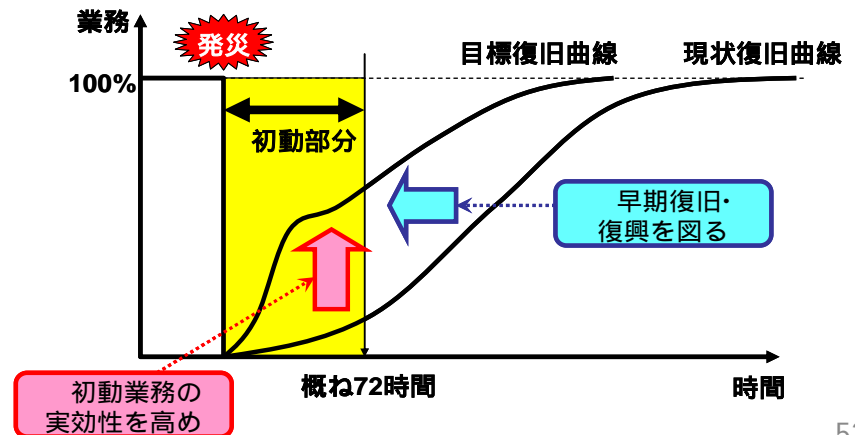 業務
発災
目標復旧曲線
現状復旧曲線
100%
初動部分
早期復旧・
復興を図る
初動業務の
実効性を高め
概ね72時間
時間